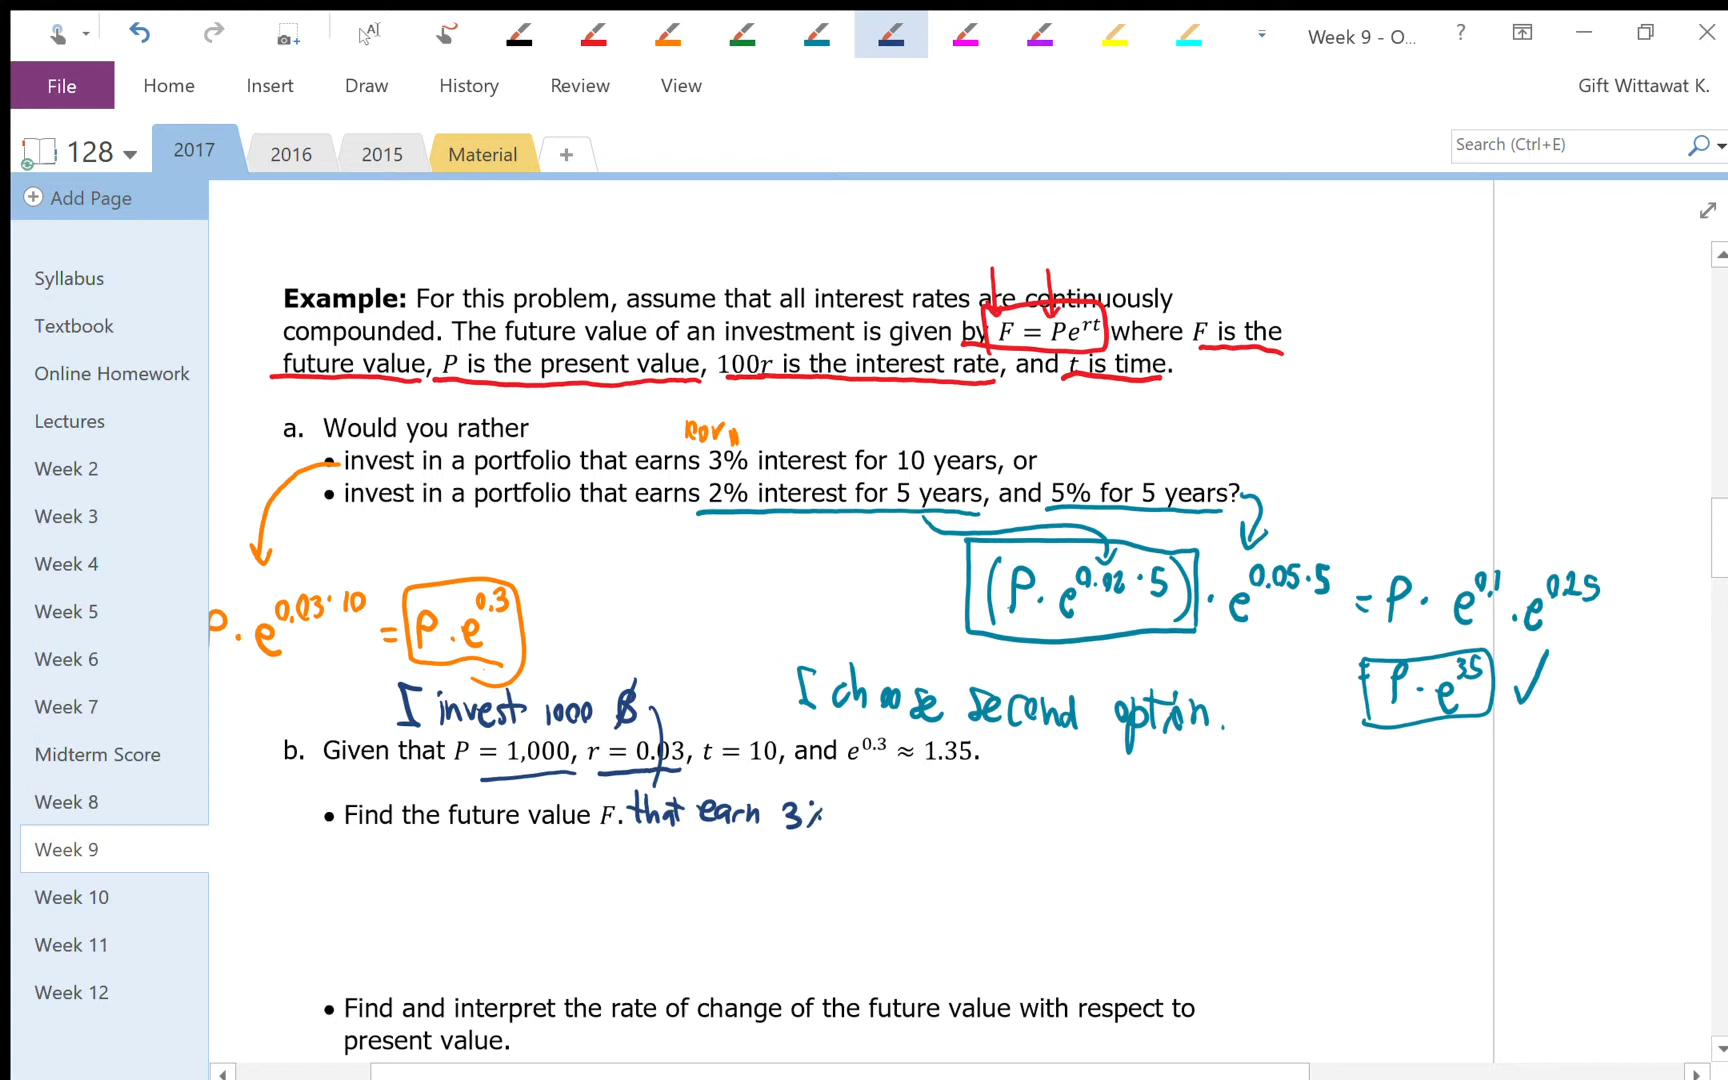 Week 9 - O... ?
File Home Insert Draw History Review View Gift Wittawat K.
128 2017 2016 2015 Material + Search (Ctrl+E)
Add Page
Syllabus
Textbook
Online Homework
Lectures
Week 2
Week 3
Week 4
Week 5
Week 6
Week 7
Midterm Score
Week 8
Week 9
Week 10
Week 11
Week 12
Example: For this problem, assume that all interest rates are continuously
compounded. The future value of an investment is given by F = Pe^{rt} where F is the
future value, P is the present value, 100r is the interest rate, and t is time.
a. Would you rather
earn
• invest in a portfolio that earns 3% interest for 10 years, or
• invest in a portfolio that earns 2% interest for 5 years, and 5% for 5 years?
P · e^{0.03·10} = P · e^{0.3}
(P · e^{0.02·5}) · e^{0.05·5} = P · e^{0.1} · e^{0.25}
= P · e^{35} ✓
I invest 1000 $
I choose second option.
b. Given that P = 1,000, r = 0.03, t = 10, and e^{0.3} ≈ 1.35.
• Find the future value F. that earn 3%
• Find and interpret the rate of change of the future value with respect to
present value.